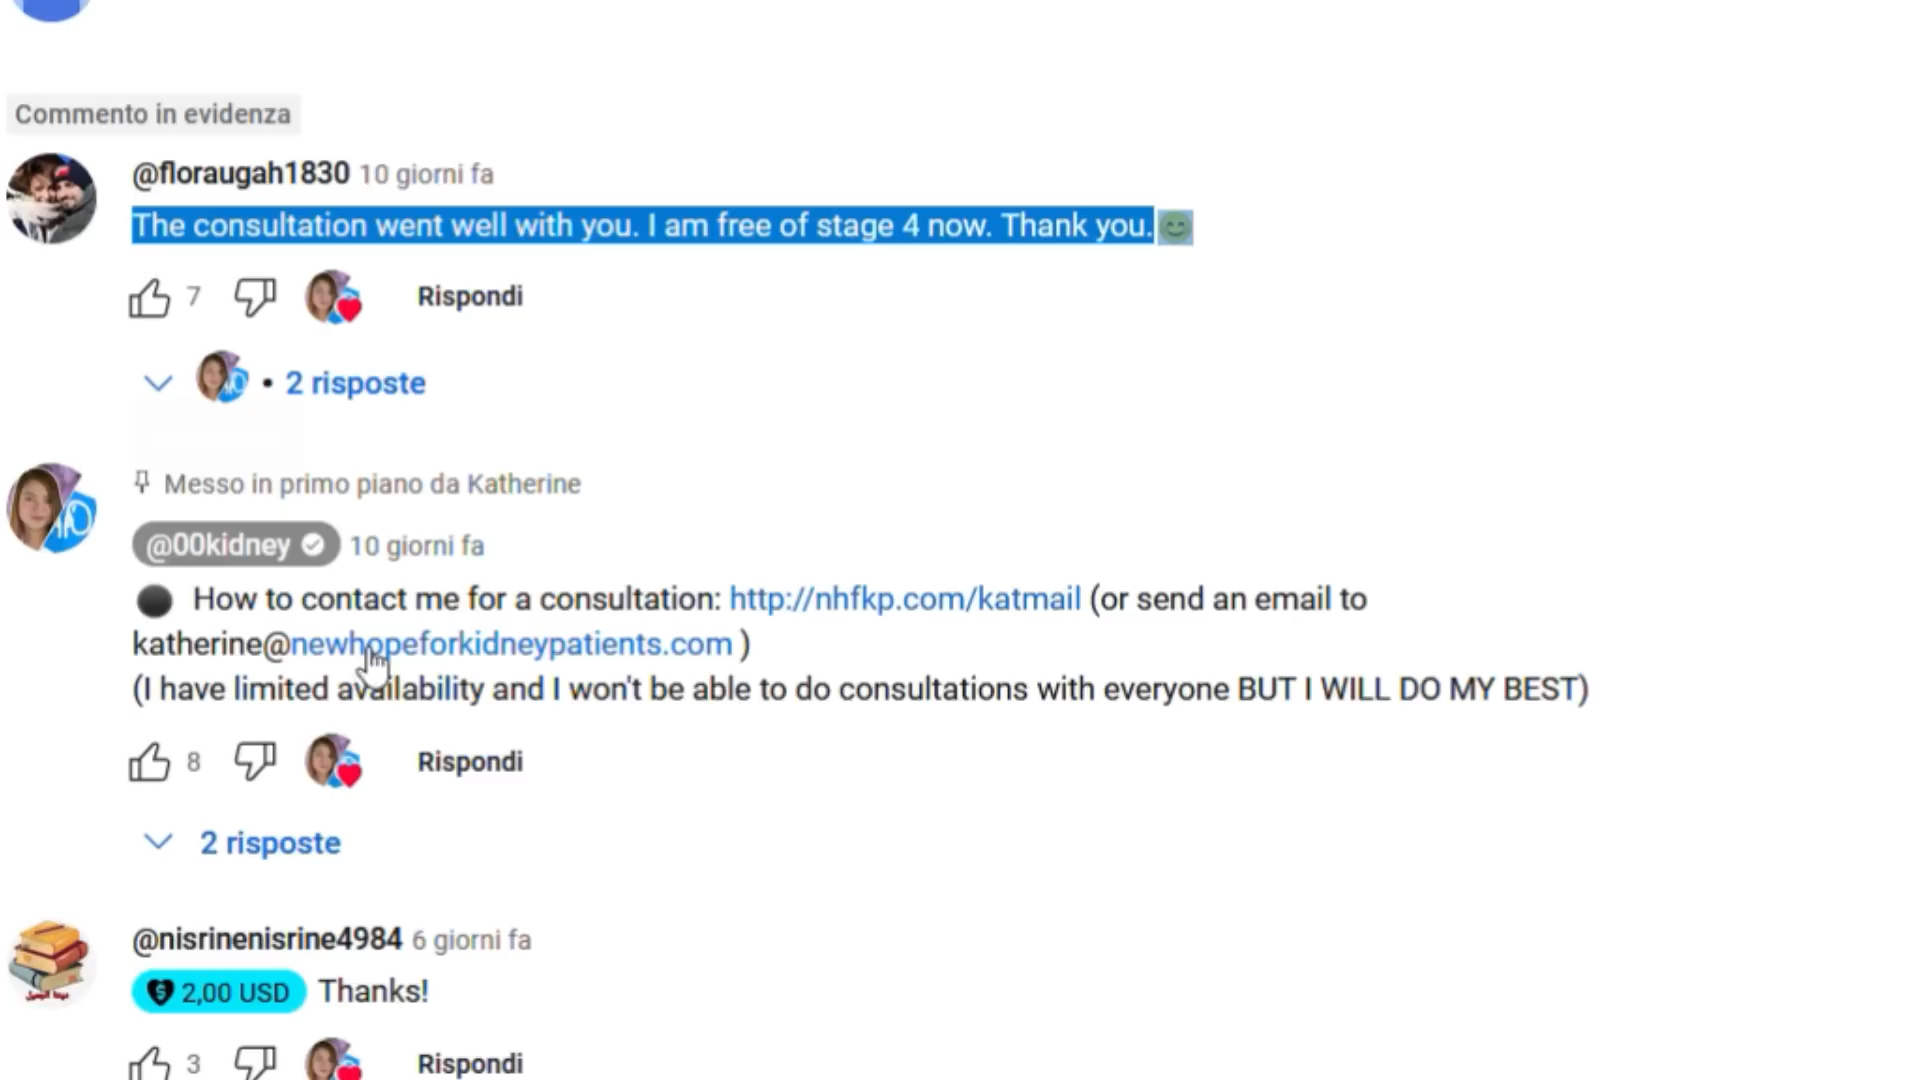 Commento in evidenza
@floraugah1830 10 giorni fa
The consultation went well with you. I am free of stage 4 now. Thank you.
7 Rispondi
• 2 risposte
Messo in primo piano da Katherine
@00kidney 10 giorni fa
How to contact me for a consultation: http://nhfkp.com/katmail (or send an email to
katherine@newhopeforkidneypatients.com )
(I have limited availability and I won't be able to do consultations with everyone BUT I WILL DO MY BEST)
8 Rispondi
2 risposte
@nisrinenisrine4984 6 giorni fa
2,00 USD Thanks!
3 Rispondi